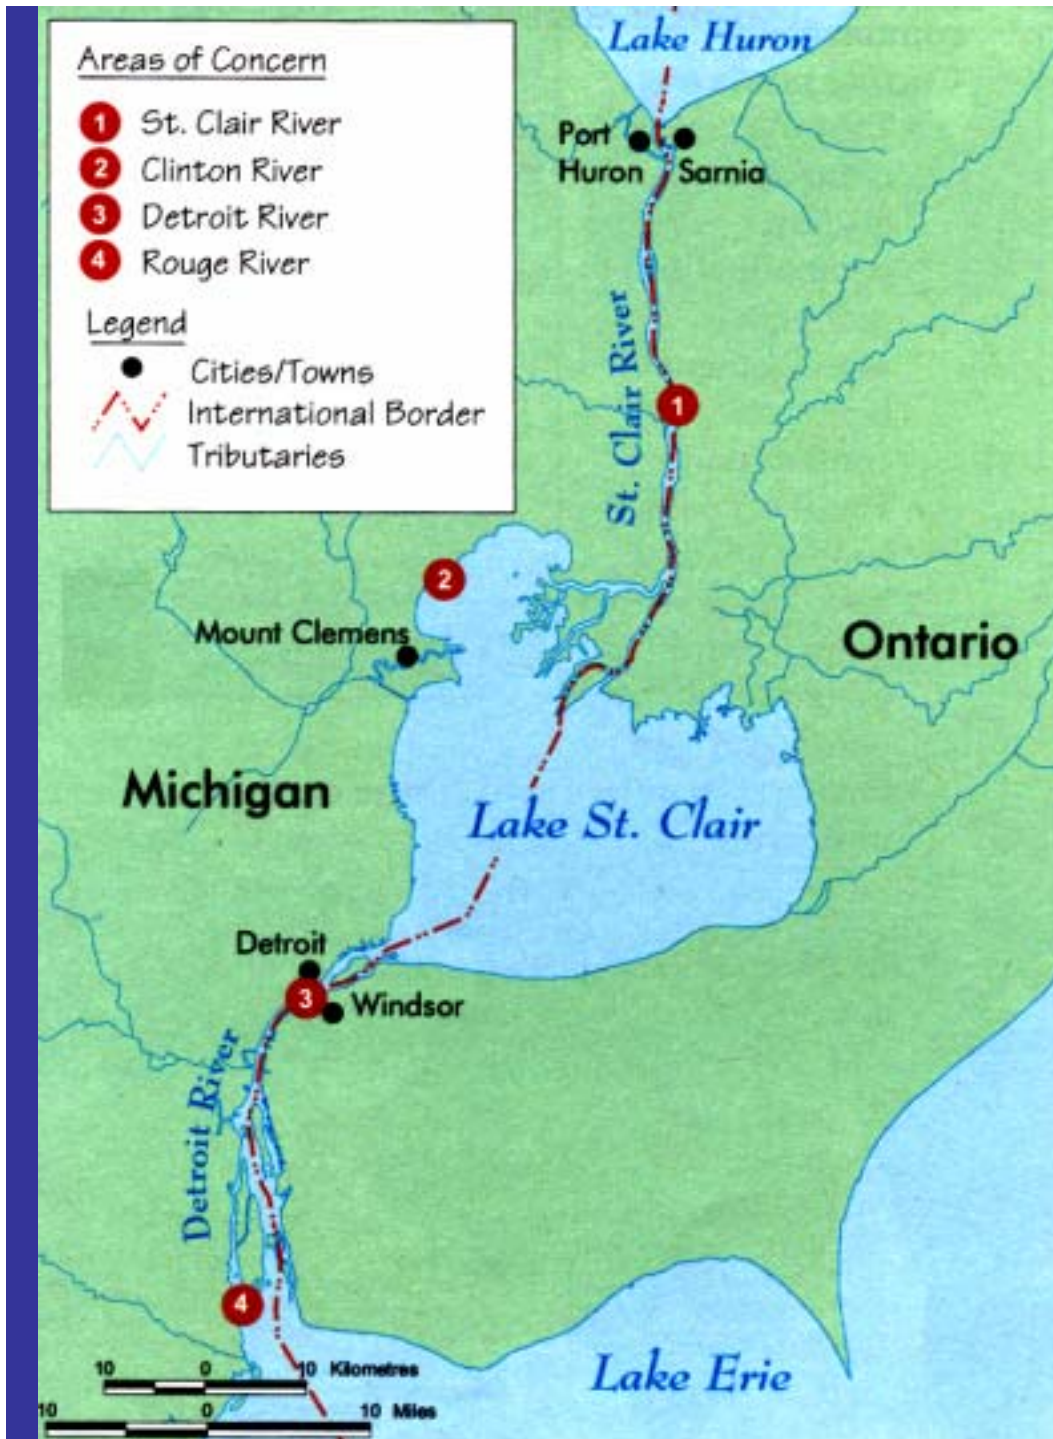 Areas of Concern
1 St. Clair River
2 Clinton River
3 Detroit River
4 Rouge River
Legend
Cities/Towns
International Border
Tributaries
Lake Huron
Port
Huron
Sarnia
St. Clair River
1
2
Mount Clemens
Ontario
Michigan
Lake St. Clair
Detroit
3
Windsor
Detroit River
4
Lake Erie
10 0 10 Kilometres
10 0 10 Miles